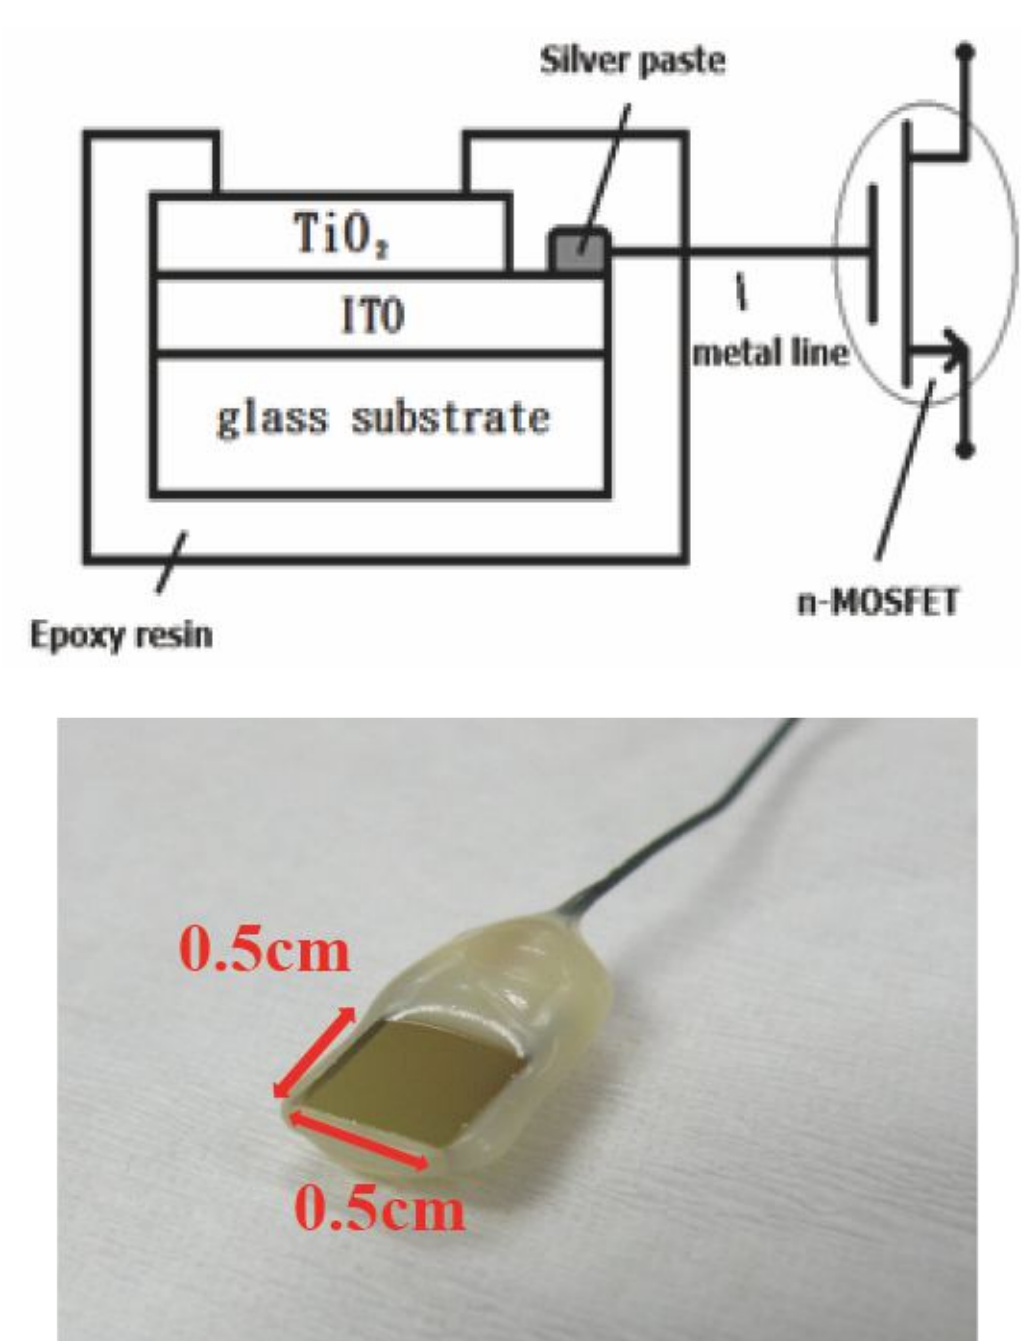 Silver paste
TiO₂
ITO
metal line
glass substrate
n-MOSFET
Epoxy resin
0.5cm
0.5cm